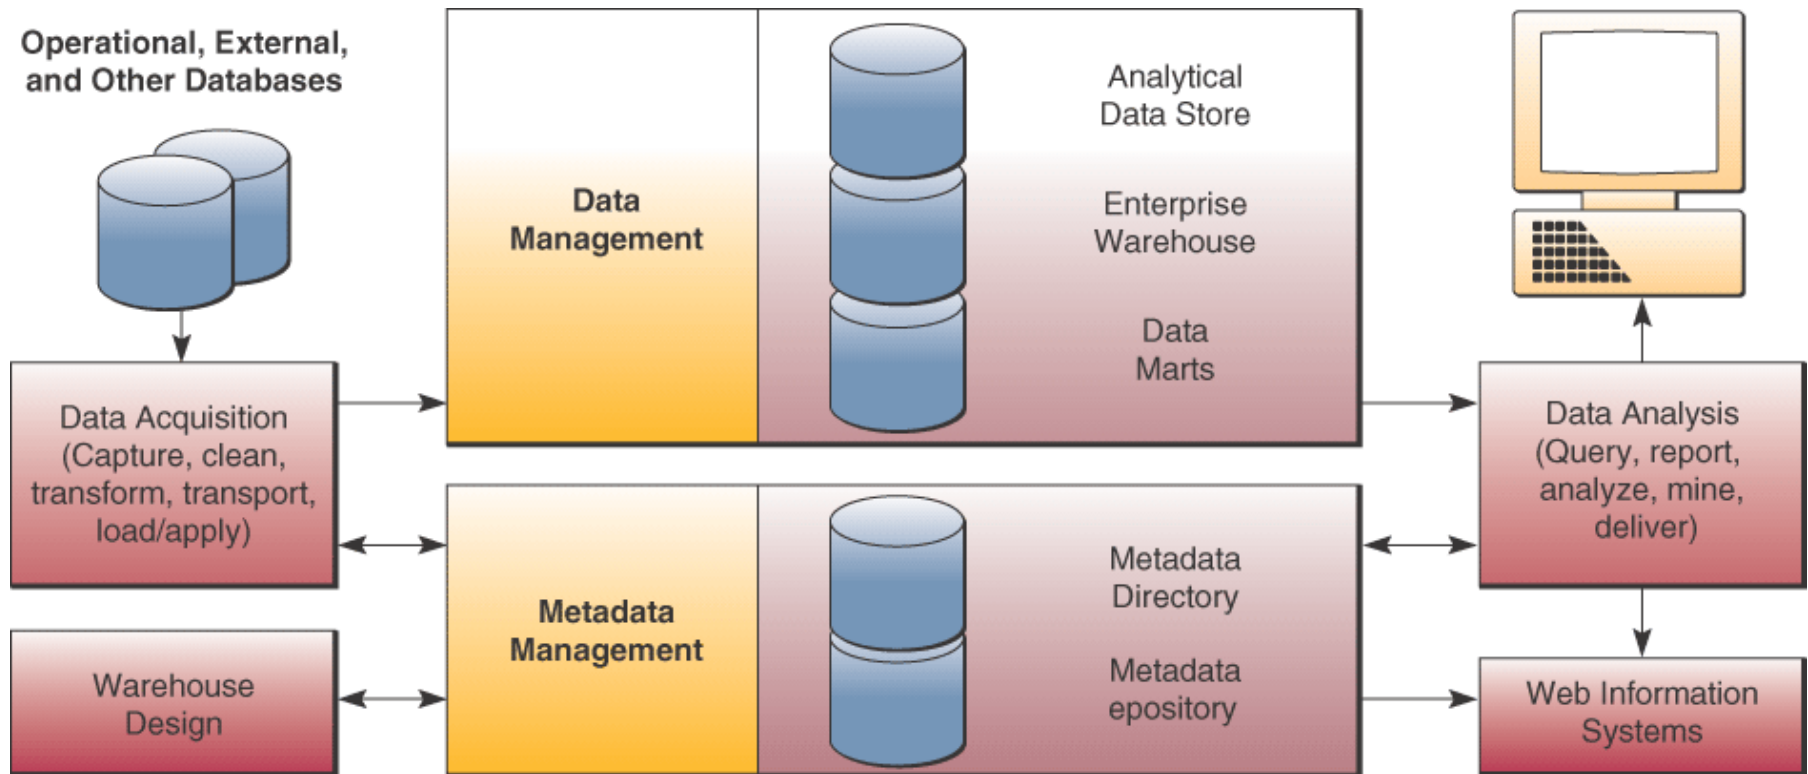 Operational, External,
and Other Databases
Data Acquisition
(Capture, clean,
transform, transport,
load/apply)
Warehouse
Design
Data
Management
Analytical
Data Store
Enterprise
Warehouse
Data
Marts
Metadata
Management
Metadata
Directory
Metadata
epository
Data Analysis
(Query, report,
analyze, mine,
deliver)
Web Information
Systems